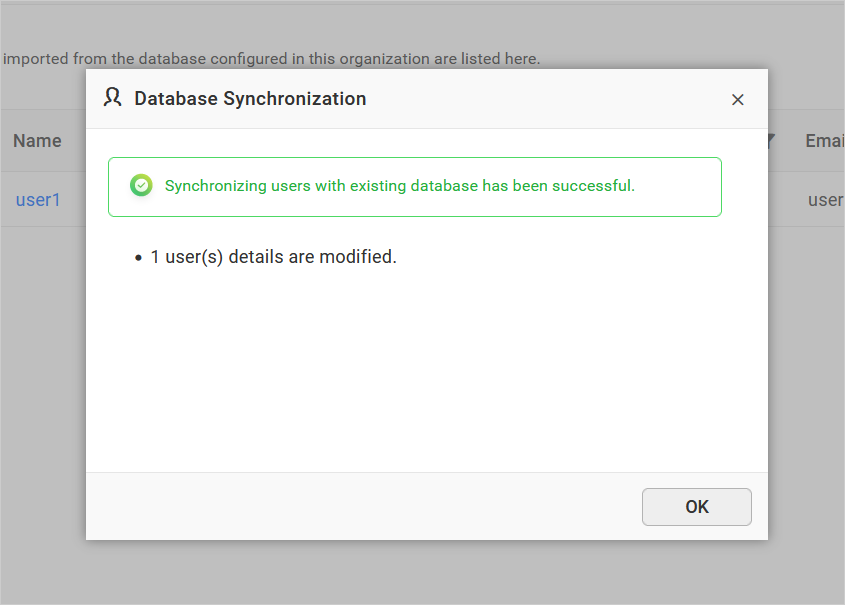 imported from the database configured in this organization are listed here.
Database Synchronization
Name
Emai
Synchronizing users with existing database has been successful.
user1
user
1 user(s) details are modified.
OK